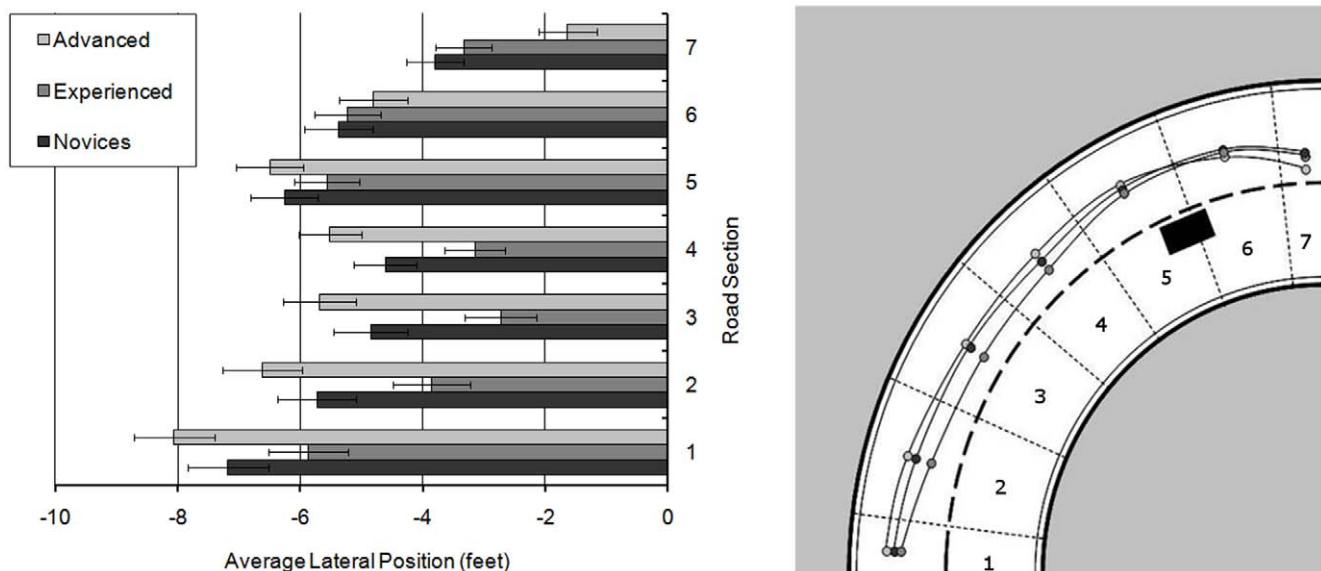 Advanced
Experienced
Novices
7
6
5
4
3
2
1
Road Section
-10 -8 -6 -4 -2 0
Average Lateral Position (feet)
7
6
5
4
3
2
1